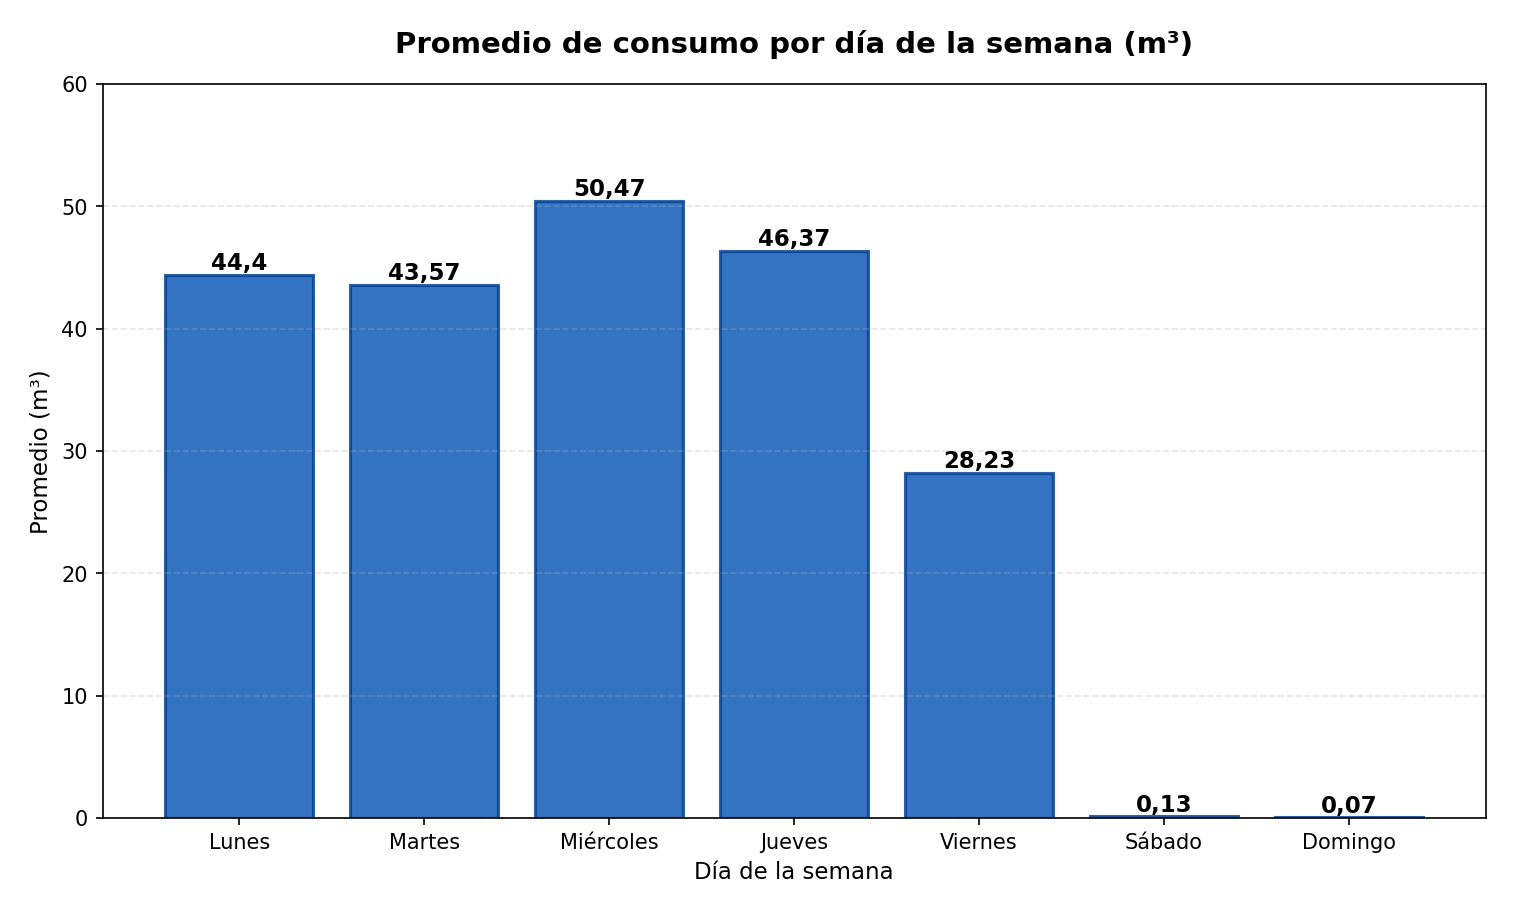 Promedio de consumo por día de la semana (m³)
Promedio (m³)
60
50
40
30
20
10
0
44,4
43,57
50,47
46,37
28,23
0,13
0,07
Lunes
Martes
Miércoles
Jueves
Viernes
Sábado
Domingo
Día de la semana